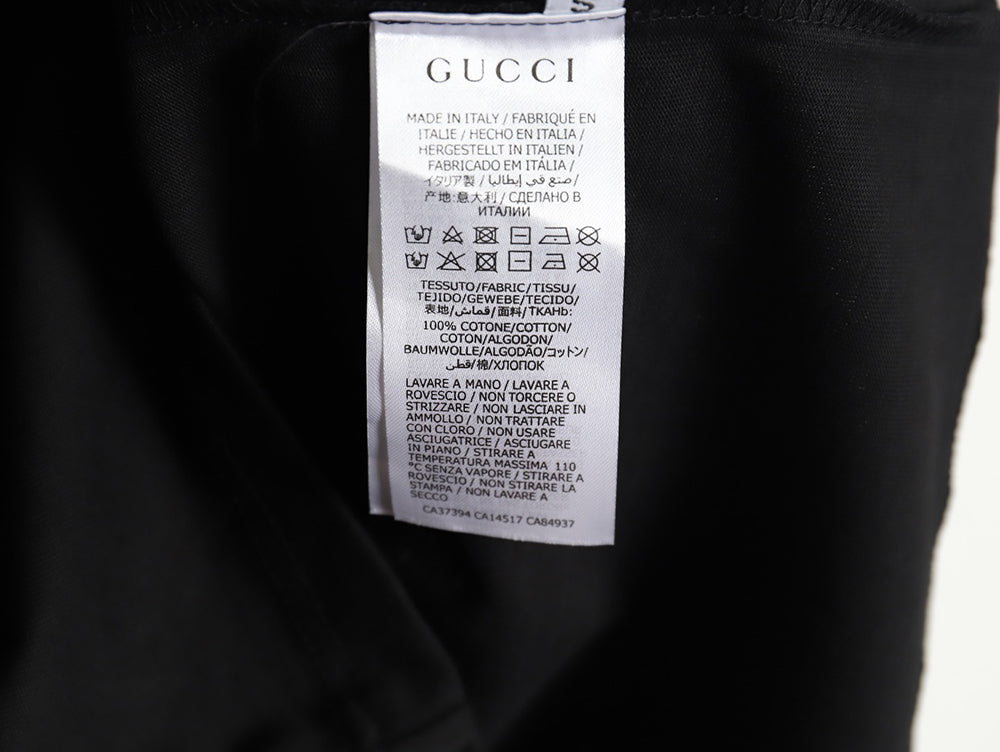 S
GUCCI
MADE IN ITALY / FABRIQUÉ EN
ITALIE / HECHO EN ITALIA /
HERGESTELLT IN ITALIEN /
FABRICADO EM ITÁLIA /
イタリア製 / صنع في إيطاليا /
产地:意大利 / СДЕЛАНО В
ИТАЛИИ
TESSUTO/FABRIC/TISSU/
TEJIDO/GEWEBE/TECIDO/
表地/قماش/面料/ТКАНЬ:
100% COTONE/COTTON/
COTON/ALGODON/
BAUMWOLLE/ALGODÃO/コットン/
قطن/棉/ХЛОПОК
LAVARE A MANO / LAVARE A
ROVESCIO / NON TORCERE O
STRIZZARE / NON LASCIARE IN
AMMOLLO / NON TRATTARE
CON CLORO / NON USARE
ASCIUGATRICE / ASCIUGARE
IN PIANO / STIRARE A
TEMPERATURA MASSIMA 110
°C SENZA VAPORE / STIRARE A
ROVESCIO / NON STIRARE LA
STAMPA / NON LAVARE A
SECCO
CA37394 CA14517 CA84937